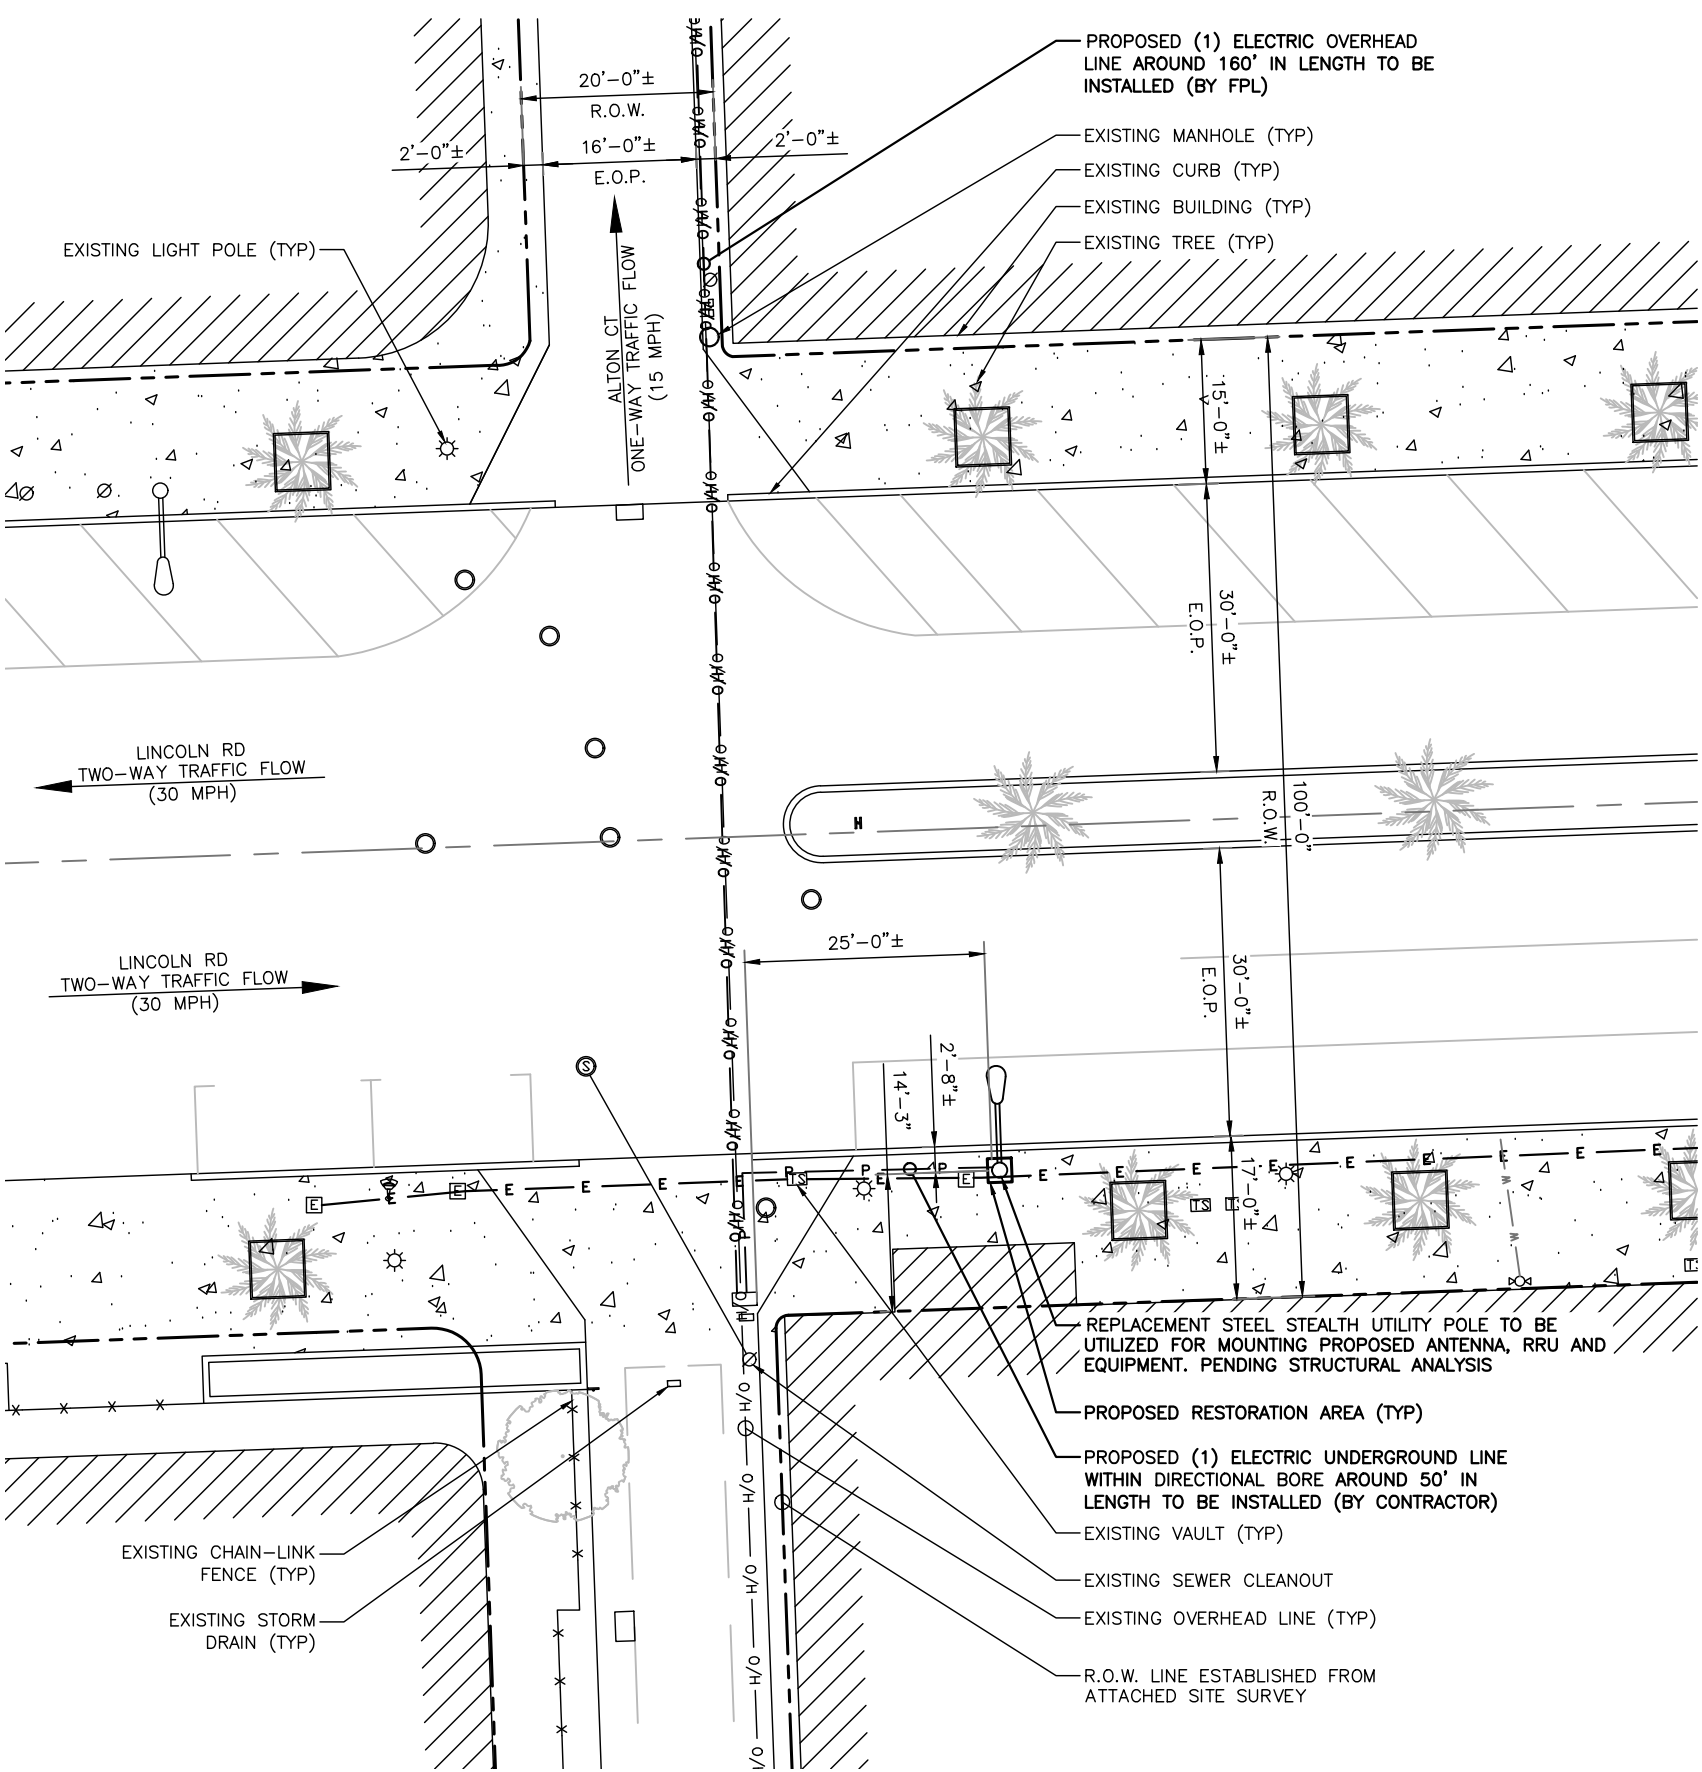 PROPOSED (1) ELECTRIC OVERHEAD
LINE AROUND 160' IN LENGTH TO BE
INSTALLED (BY FPL)
20'-0"±
R.O.W.
2'-0"±
16'-0"±
2'-0"±
E.O.P.
EXISTING MANHOLE (TYP)
EXISTING CURB (TYP)
EXISTING BUILDING (TYP)
EXISTING TREE (TYP)
EXISTING LIGHT POLE (TYP)
ALTON CT
ONE-WAY TRAFFIC FLOW
(15 MPH)
15'-0"±
30'-0"±
E.O.P.
LINCOLN RD
TWO-WAY TRAFFIC FLOW
(30 MPH)
H
100'-0"
R.O.W.
25'-0"±
LINCOLN RD
TWO-WAY TRAFFIC FLOW
(30 MPH)
30'-0"±
E.O.P.
2'-8"±
14'-3"
S
17'-0"±
P P P
E E E E E E E E E E E E E E E E
TS
TS
W W
H/O H/O H/O H/O H/O H/O
REPLACEMENT STEEL STEALTH UTILITY POLE TO BE
UTILIZED FOR MOUNTING PROPOSED ANTENNA, RRU AND
EQUIPMENT. PENDING STRUCTURAL ANALYSIS
PROPOSED RESTORATION AREA (TYP)
PROPOSED (1) ELECTRIC UNDERGROUND LINE
WITHIN DIRECTIONAL BORE AROUND 50' IN
LENGTH TO BE INSTALLED (BY CONTRACTOR)
EXISTING VAULT (TYP)
EXISTING CHAIN-LINK
FENCE (TYP)
EXISTING SEWER CLEANOUT
EXISTING OVERHEAD LINE (TYP)
EXISTING STORM
DRAIN (TYP)
R.O.W. LINE ESTABLISHED FROM
ATTACHED SITE SURVEY